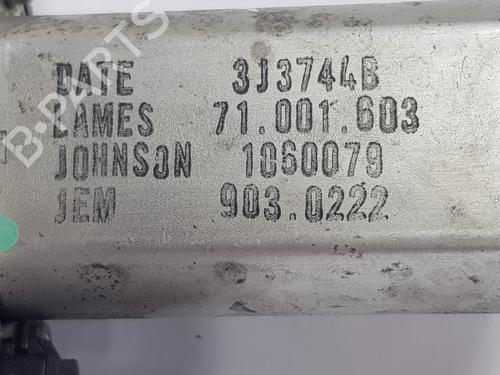 DATE 3J3744B
LAMES 71.001.603
JOHNSON 1060079
JEM 903.0222
B-PARTS